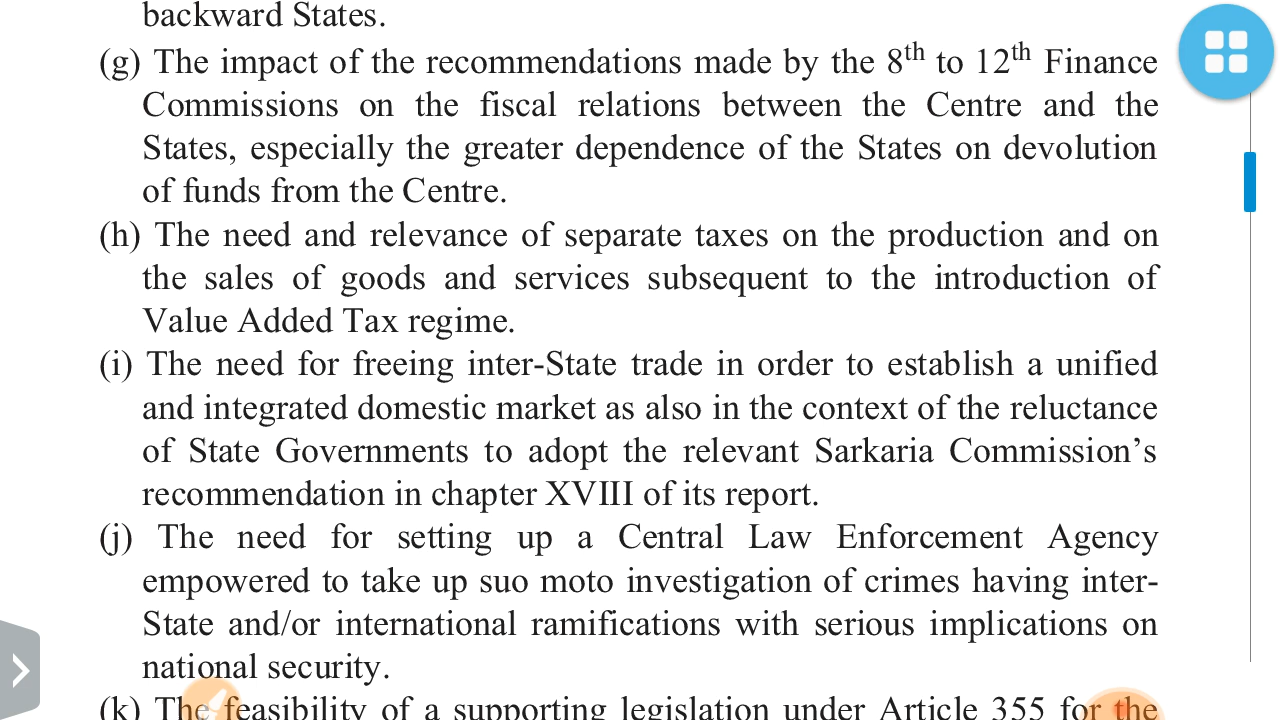 backward States.
(g) The impact of the recommendations made by the 8th to 12th Finance
Commissions on the fiscal relations between the Centre and the
States, especially the greater dependence of the States on devolution
of funds from the Centre.
(h) The need and relevance of separate taxes on the production and on
the sales of goods and services subsequent to the introduction of
Value Added Tax regime.
(i) The need for freeing inter-State trade in order to establish a unified
and integrated domestic market as also in the context of the reluctance
of State Governments to adopt the relevant Sarkaria Commission’s
recommendation in chapter XVIII of its report.
(j) The need for setting up a Central Law Enforcement Agency
empowered to take up suo moto investigation of crimes having inter-
State and/or international ramifications with serious implications on
national security.
(k) The feasibility of a supporting legislation under Article 355 for the